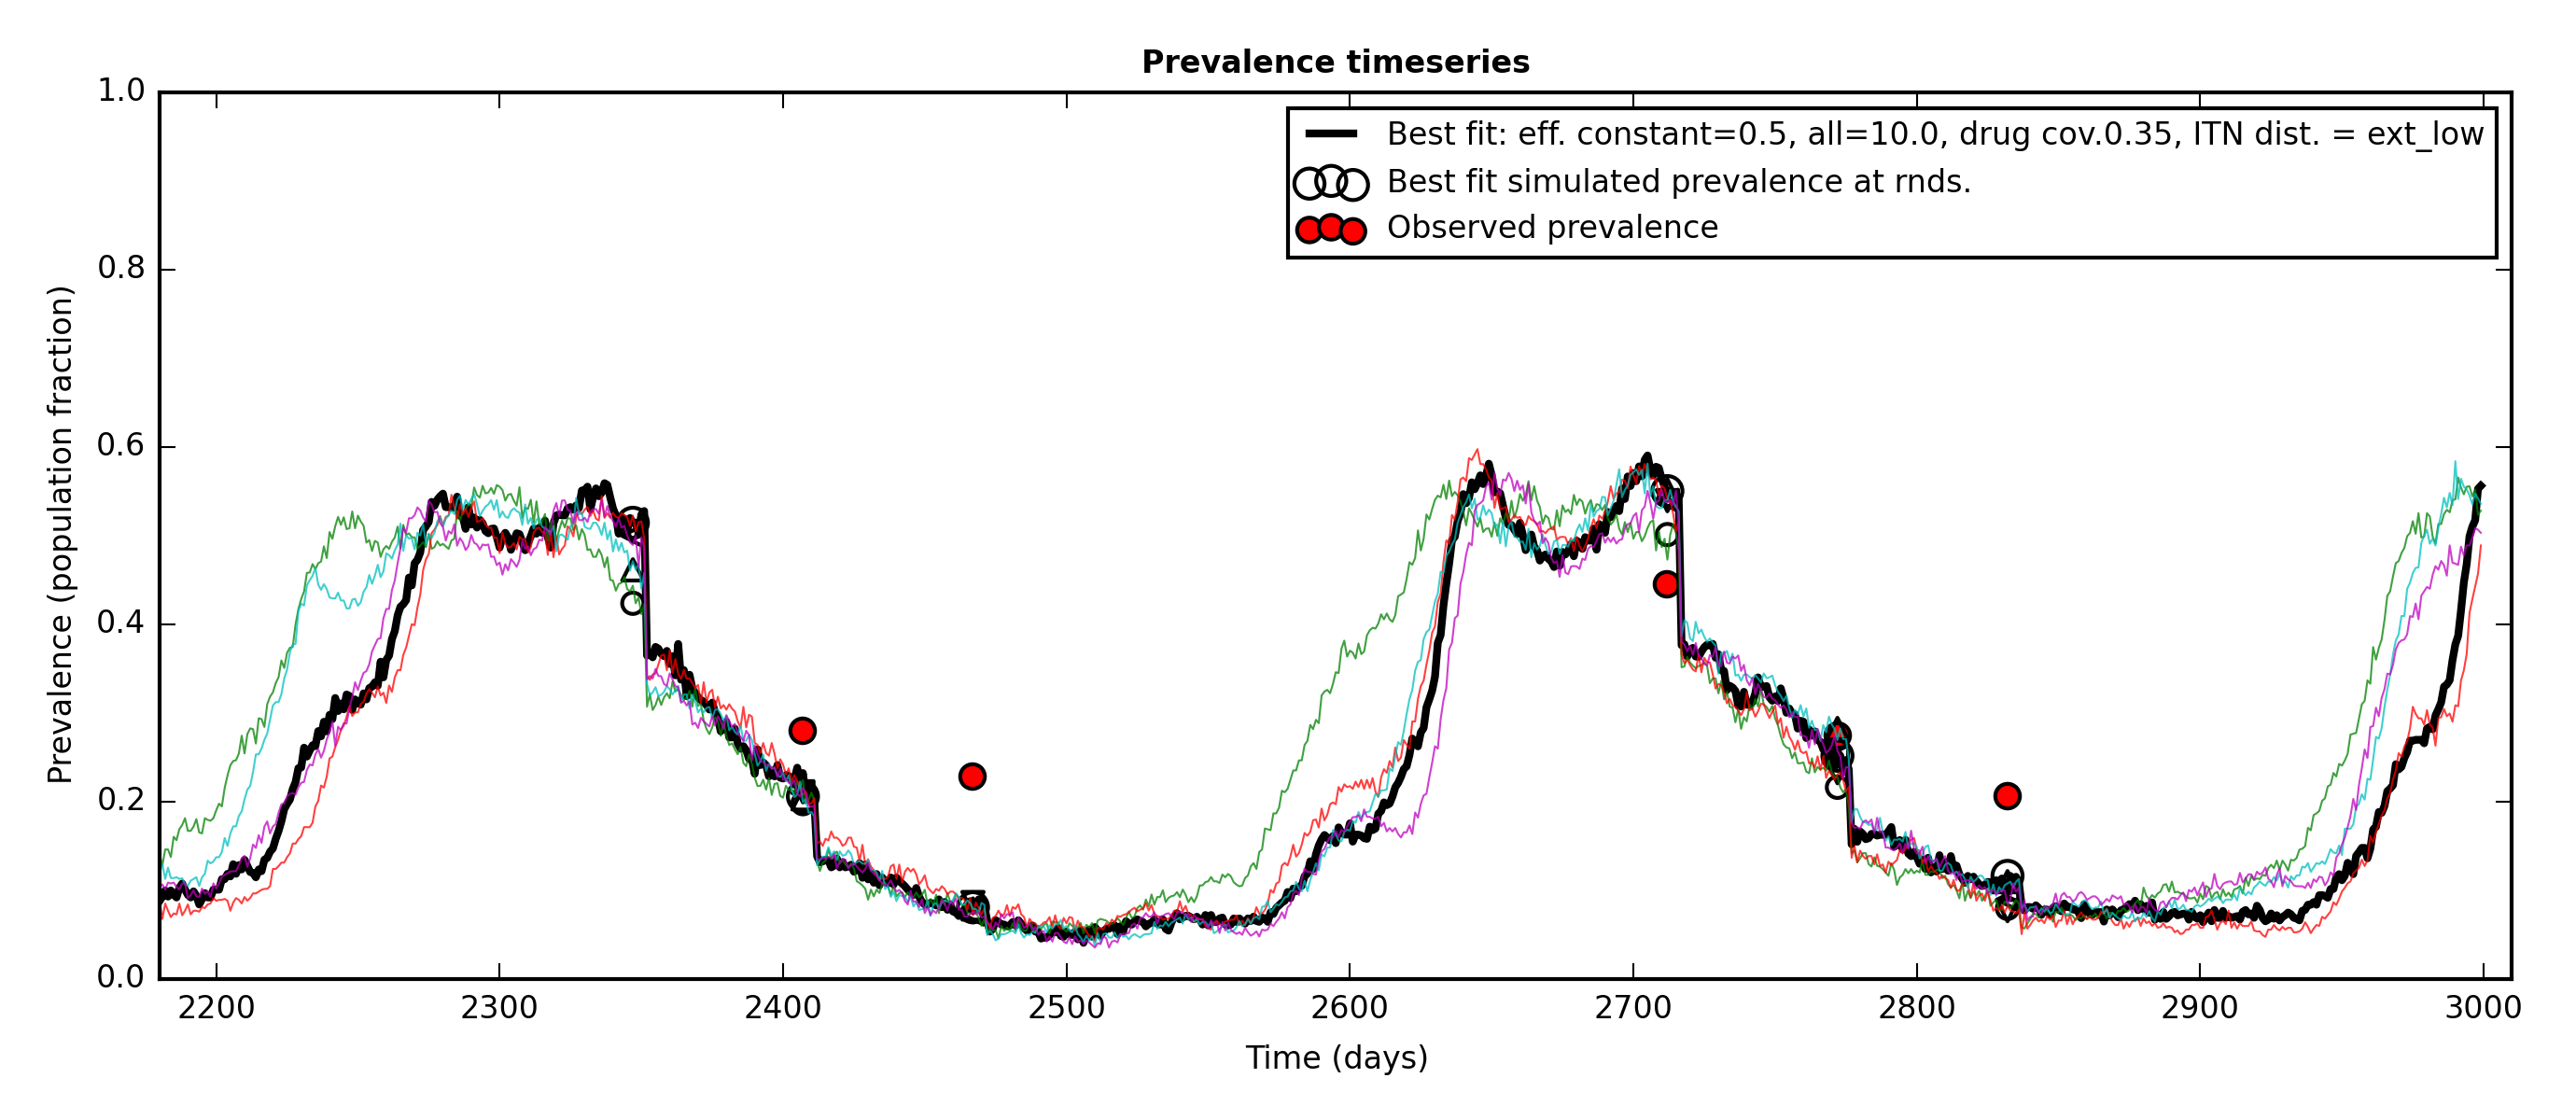 Prevalence timeseries
Best fit: eff. constant=0.5, all=10.0, drug cov.0.35, ITN dist. = ext_low
Best fit simulated prevalence at rnds.
Observed prevalence
Prevalence (population fraction)
1.0
0.8
0.6
0.4
0.2
0.0
2200 2300 2400 2500 2600 2700 2800 2900 3000
Time (days)